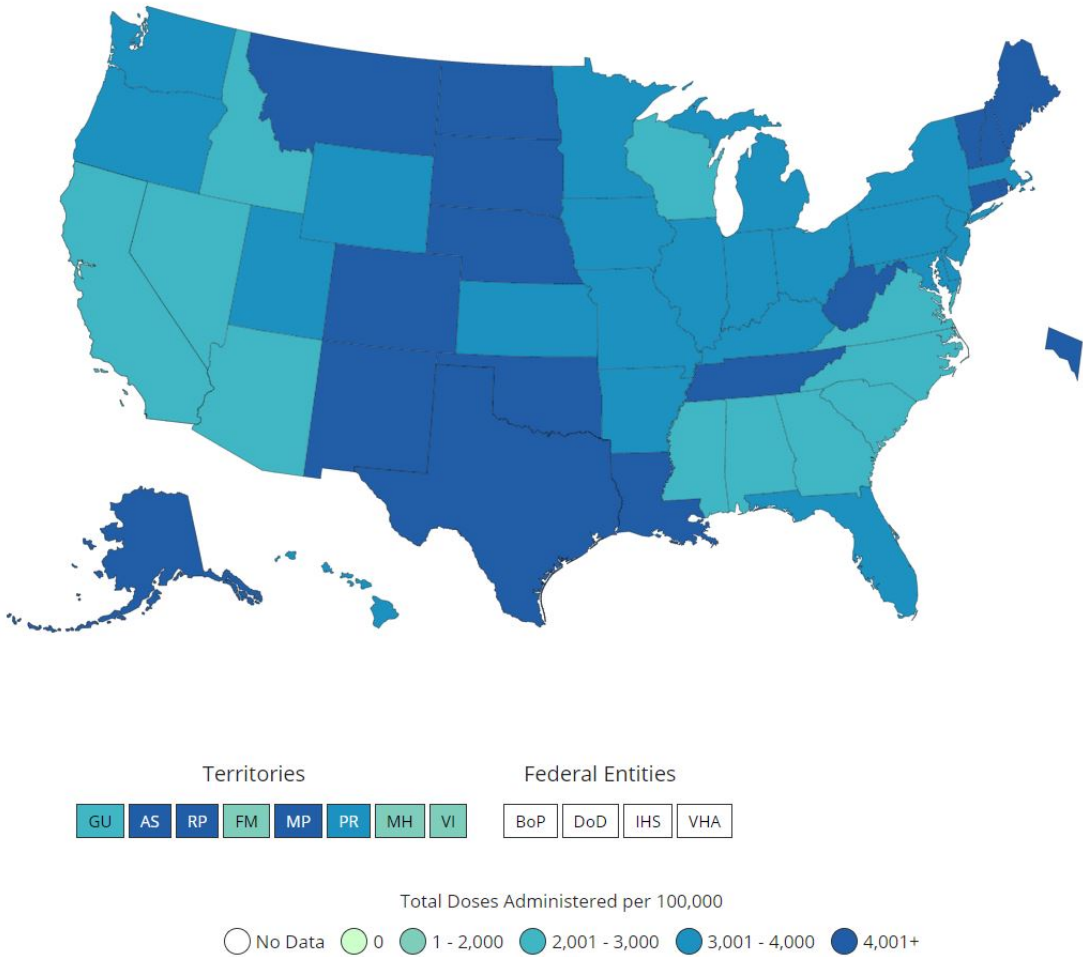 Territories
Federal Entities
GU AS RP FM MP PR MH VI
BoP DoD IHS VHA
Total Doses Administered per 100,000
No Data 0 1 - 2,000 2,001 - 3,000 3,001 - 4,000 4,001+